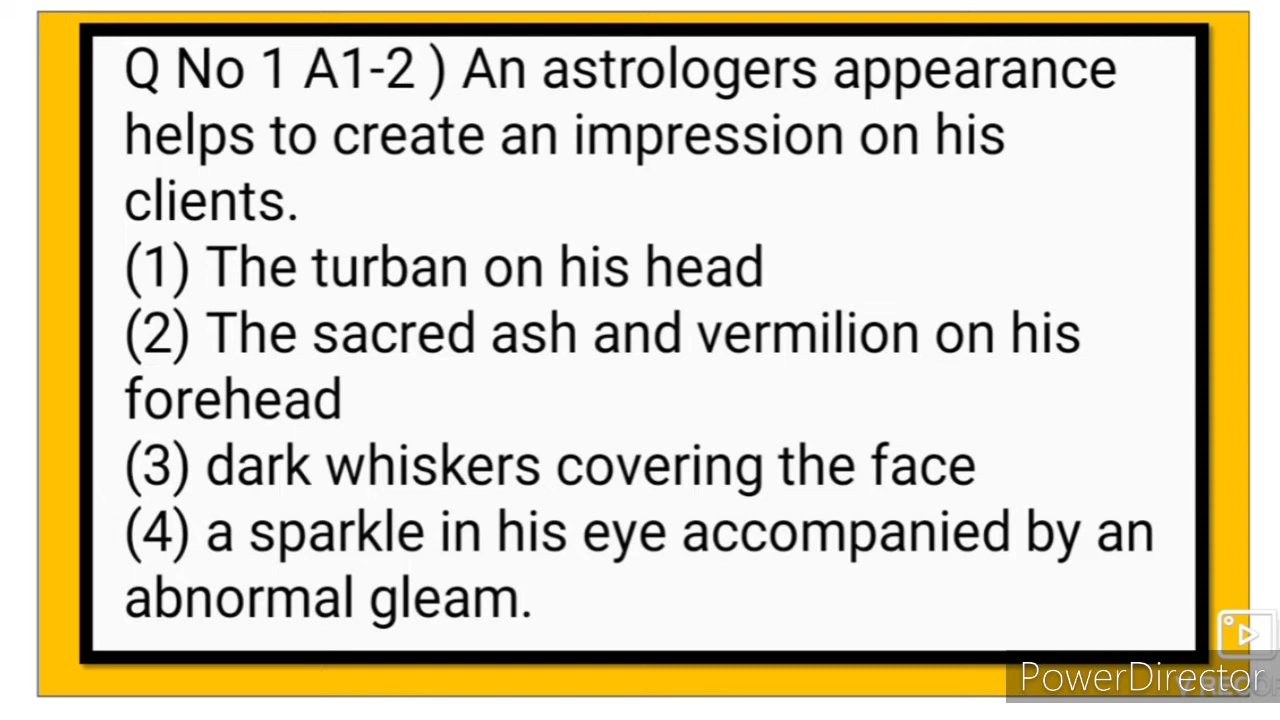 Q No 1 A1-2 ) An astrologers appearance
helps to create an impression on his
clients.
(1) The turban on his head
(2) The sacred ash and vermilion on his
forehead
(3) dark whiskers covering the face
(4) a sparkle in his eye accompanied by an
abnormal gleam.
PowerDirector